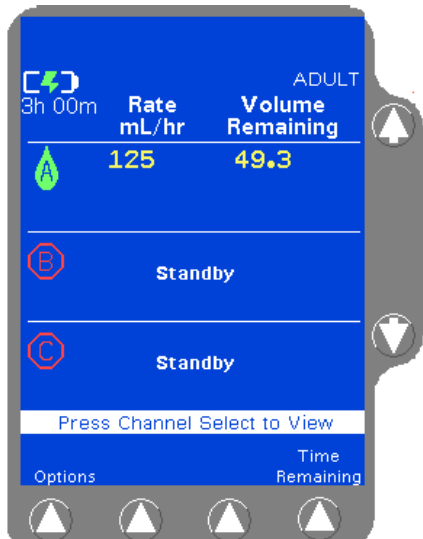 ADULT
3h 00m Rate Volume
mL/hr Remaining
A 125 49.3
B Standby
C Standby
Press Channel Select to View
Time
Options Remaining